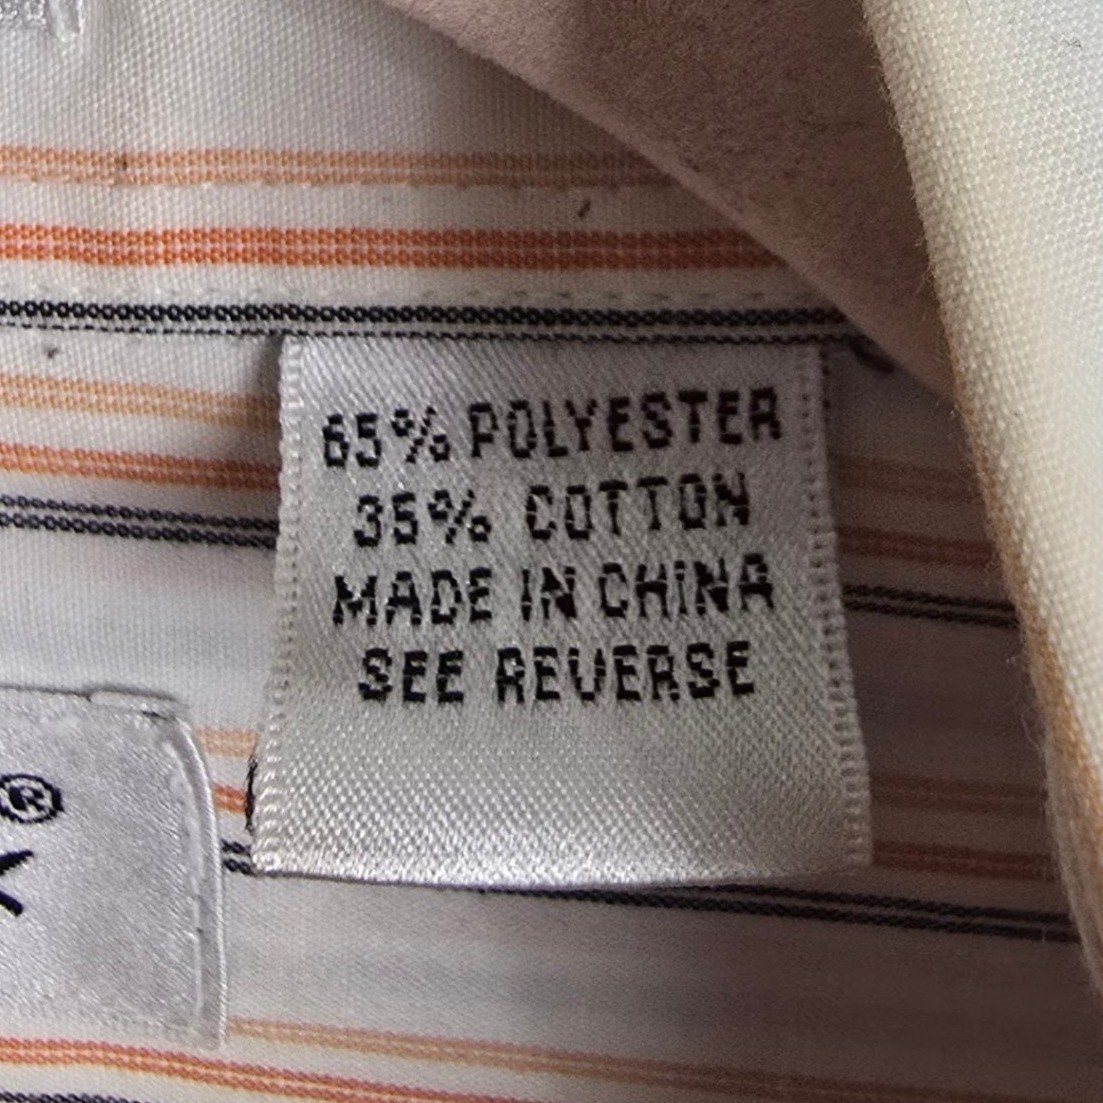 65% POLYESTER
35% COTTON
MADE IN CHINA
SEE REVERSE
®